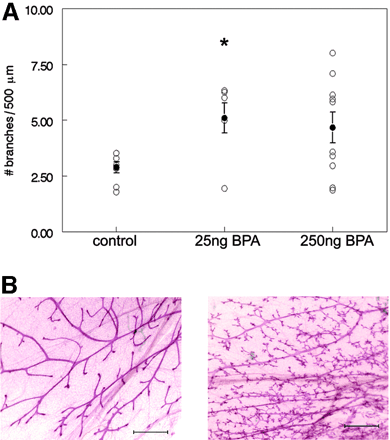 A
10.00
*
7.50
# branches / 500 µm
5.00
2.50
0.00
control 25ng BPA 250ng BPA
B